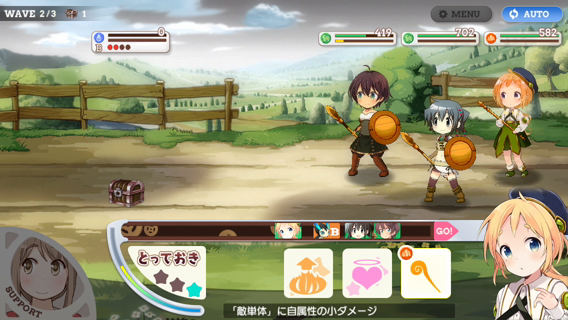 WAVE 2/3 1
MENU
AUTO
0
B
419
702
582
B
GO!
とっておき
SUPPORT
「敵単体」に自属性の小ダメージ